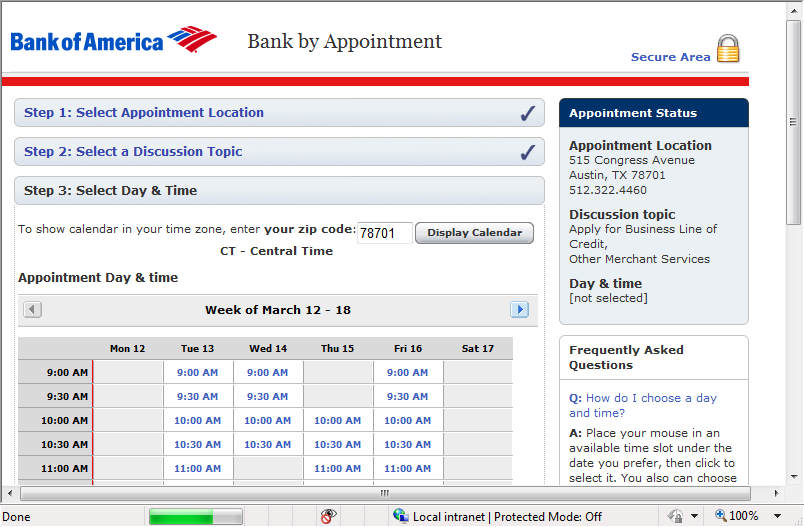 Bank of America
Bank by Appointment
Secure Area
Step 1: Select Appointment Location
Step 2: Select a Discussion Topic
Step 3: Select Day & Time
To show calendar in your time zone, enter your zip code: 78701 Display Calendar
CT - Central Time
Appointment Day & time
Week of March 12 - 18
Mon 12 Tue 13 Wed 14 Thu 15 Fri 16 Sat 17
9:00 AM 9:00 AM 9:00 AM 9:00 AM
9:30 AM 9:30 AM 9:30 AM 9:30 AM
10:00 AM 10:00 AM 10:00 AM 10:00 AM 10:00 AM
10:30 AM 10:30 AM 10:30 AM 10:30 AM 10:30 AM
11:00 AM 11:00 AM 11:00 AM 11:00 AM
Appointment Status
Appointment Location
515 Congress Avenue
Austin, TX 78701
512.322.4460
Discussion topic
Apply for Business Line of
Credit,
Other Merchant Services
Day & time
[not selected]
Frequently Asked
Questions
Q: How do I choose a day
and time?
A: Place your mouse in an
available time slot under the
date you prefer, then click to
select it. You also can choose
Done
Local intranet | Protected Mode: Off
100%